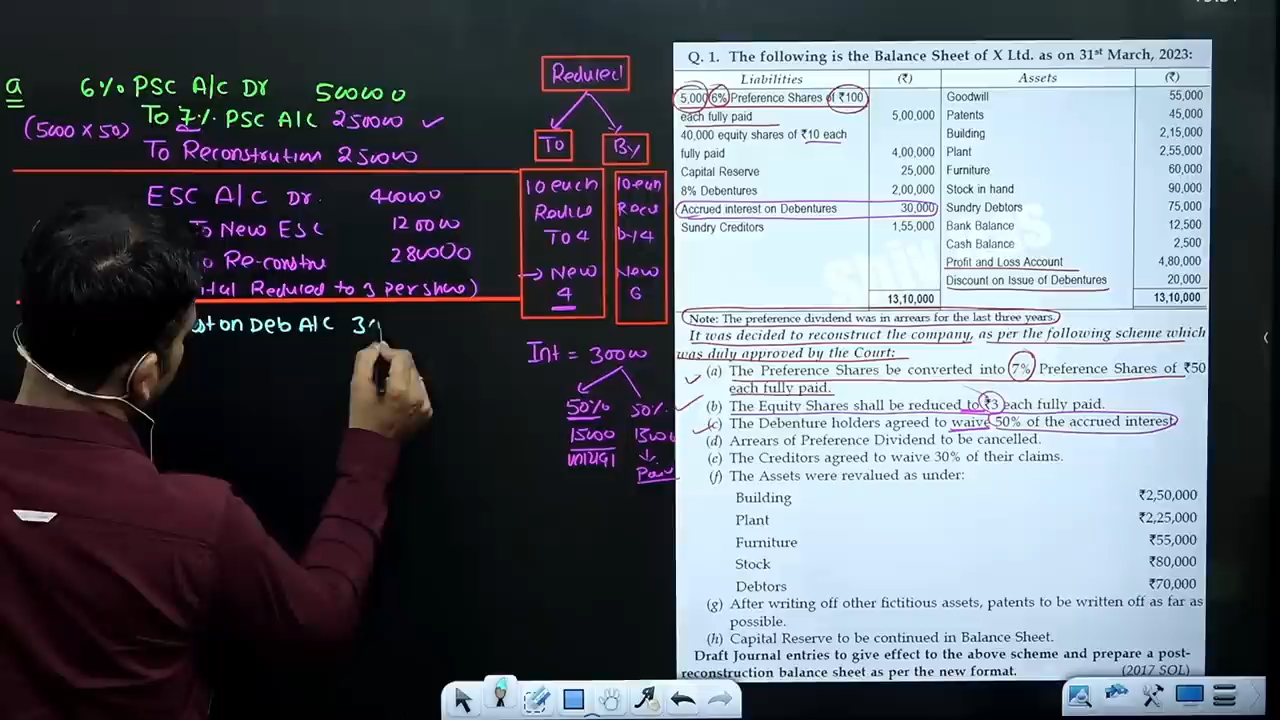 a
6% PSC A/C Dr 500000
(5000 x 50) To 7% PSC A/C 250000 ✓
To Reconstrution 250000
ESC A/C Dr. 400000
To New Esc 120000
Re-constru 280000
Reduced to 3 per share)
on Deb A/C 3
Reduced
To By
10 each
Reduce
To 4
→ New
4
10 each
by 4
New
6
Int = 30000
50% 50%
15000 15000
Q. 1. The following is the Balance Sheet of X Ltd. as on 31st March, 2023:
Liabilities (₹) Assets (₹)
5,000 6% Preference Shares of ₹100 Goodwill 55,000
each fully paid 5,00,000 Patents 45,000
40,000 equity shares of ₹10 each Building 2,15,000
fully paid 4,00,000 Plant 2,55,000
Capital Reserve 25,000 Furniture 60,000
8% Debentures 2,00,000 Stock in hand 90,000
Accrued interest on Debentures 30,000 Sundry Debtors 75,000
Sundry Creditors 1,55,000 Bank Balance 12,500
Cash Balance 2,500
Profit and Loss Account 4,80,000
Discount on Issue of Debentures 20,000
13,10,000 13,10,000
Note: The preference dividend was in arrears for the last three years.
It was decided to reconstruct the company, as per the following scheme which
was duly approved by the Court:
(a) The Preference Shares be converted into 7% Preference Shares of ₹50
each fully paid.
(b) The Equity Shares shall be reduced to ₹3 each fully paid.
(c) The Debenture holders agreed to waive 50% of the accrued interest.
(d) Arrears of Preference Dividend to be cancelled.
(e) The Creditors agreed to waive 30% of their claims.
(f) The Assets were revalued as under:
Building ₹2,50,000
Plant ₹2,25,000
Furniture ₹55,000
Stock ₹80,000
Debtors ₹70,000
(g) After writing off other fictitious assets, patents to be written off as far as
possible.
(h) Capital Reserve to be continued in Balance Sheet.
Draft Journal entries to give effect to the above scheme and prepare a post-
reconstruction balance sheet as per the new format. (2017 SOL)